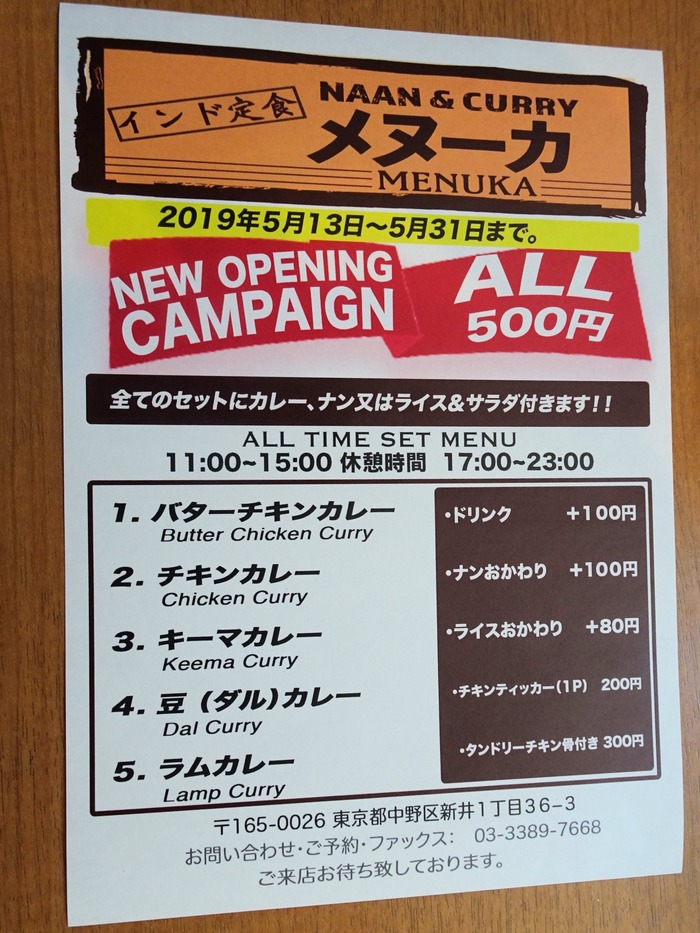 インド定食
NAAN & CURRY
メヌーカ
MENUKA
2019年5月13日～5月31日まで。
NEW OPENING
CAMPAIGN
ALL
500円
全てのセットにカレー、ナン又はライス&サラダ付きます!!
ALL TIME SET MENU
11:00~15:00 休憩時間 17:00~23:00
1. バターチキンカレー
Butter Chicken Curry
2. チキンカレー
Chicken Curry
3. キーマカレー
Keema Curry
4. 豆（ダル）カレー
Dal Curry
5. ラムカレー
Lamp Curry
・ドリンク +100円
・ナンおかわり +100円
・ライスおかわり +80円
・チキンティッカー（1P） 200円
・タンドリーチキン骨付き 300円
〒165-0026 東京都中野区新井1丁目36−3
お問い合わせ・ご予約・ファックス： 03-3389-7668
ご来店お待ち致しております。